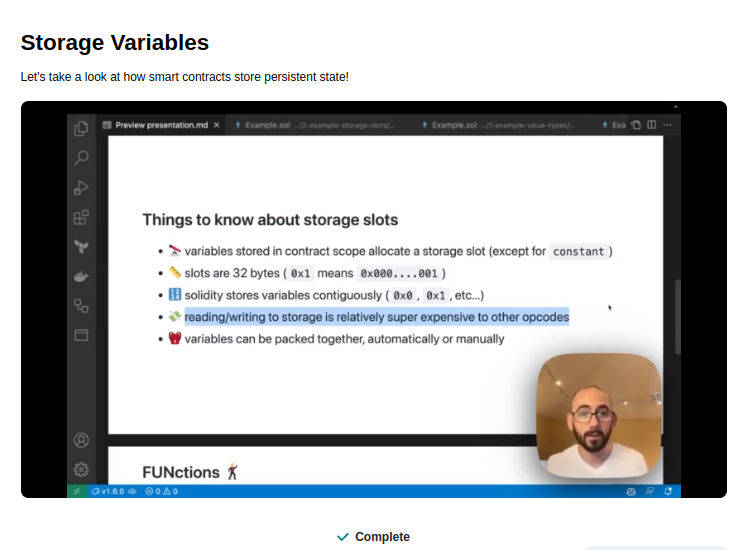 Storage Variables
Let's take a look at how smart contracts store persistent state!
Preview presentation.md
Example.sol .../2-example-storage-slots/...
Example.sol .../1-example-value-types/...
Exa
Things to know about storage slots
variables stored in contract scope allocate a storage slot (except for constant )
slots are 32 bytes ( 0x1 means 0x000....001 )
solidity stores variables contiguously ( 0x0 , 0x1 , etc...)
reading/writing to storage is relatively super expensive to other opcodes
variables can be packed together, automatically or manually
FUNctions
v1.6.0 0 0
Complete